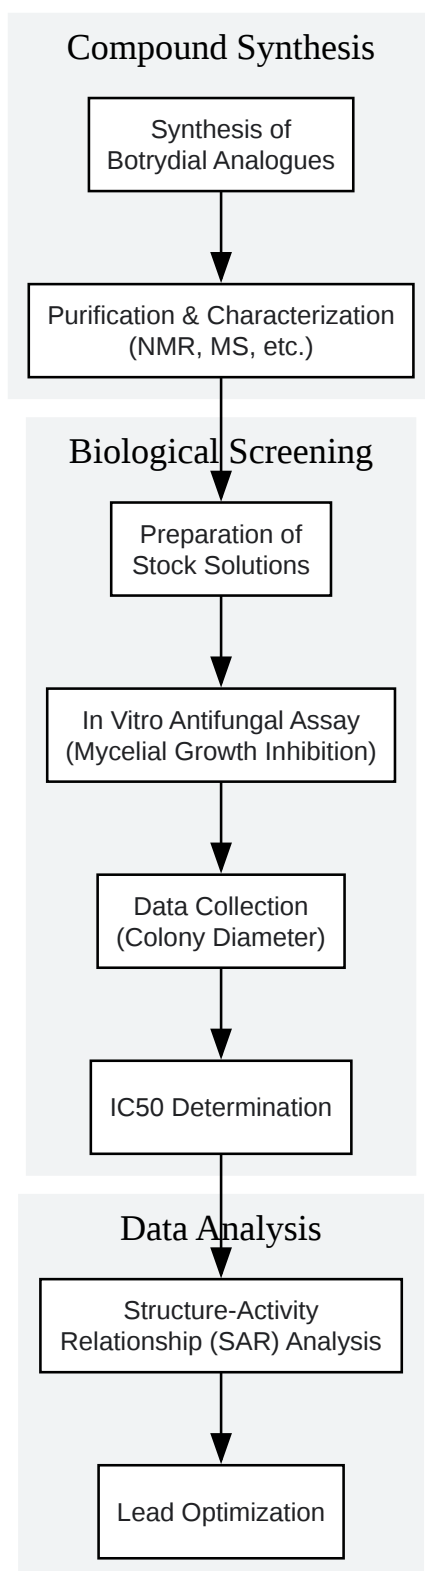 Compound Synthesis
Synthesis of
Botrydial Analogues
Purification & Characterization
(NMR, MS, etc.)
Biological Screening
Preparation of
Stock Solutions
In Vitro Antifungal Assay
(Mycelial Growth Inhibition)
Data Collection
(Colony Diameter)
IC50 Determination
Data Analysis
Structure-Activity
Relationship (SAR) Analysis
Lead Optimization